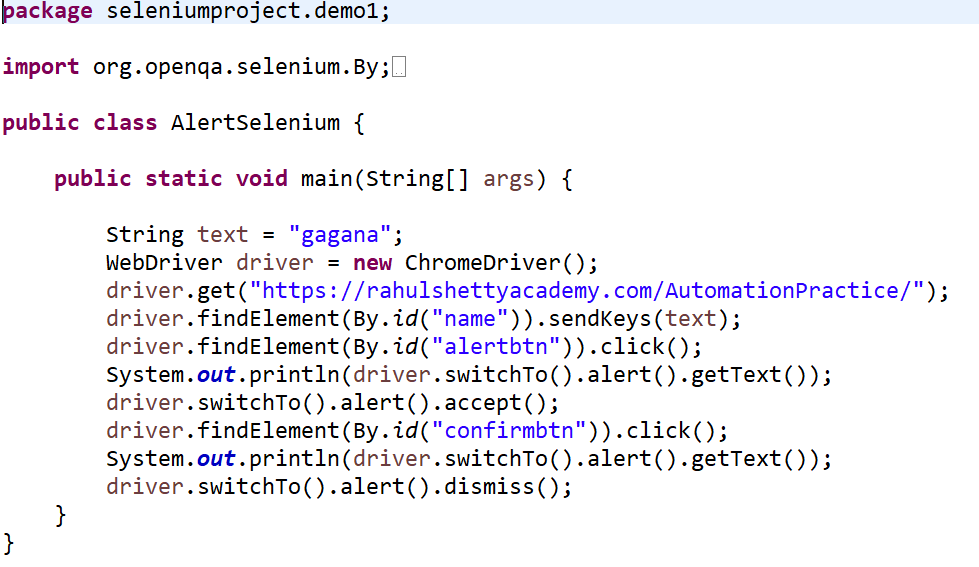 package seleniumproject.demo1;
import org.openqa.selenium.By;
public class AlertSelenium {
public static void main(String[] args) {
String text = "gagana";
WebDriver driver = new ChromeDriver();
driver.get("https://rahulshettyacademy.com/AutomationPractice/");
driver.findElement(By.id("name")).sendKeys(text);
driver.findElement(By.id("alertbtn")).click();
System.out.println(driver.switchTo().alert().getText());
driver.switchTo().alert().accept();
driver.findElement(By.id("confirmbtn")).click();
System.out.println(driver.switchTo().alert().getText());
driver.switchTo().alert().dismiss();
}
}